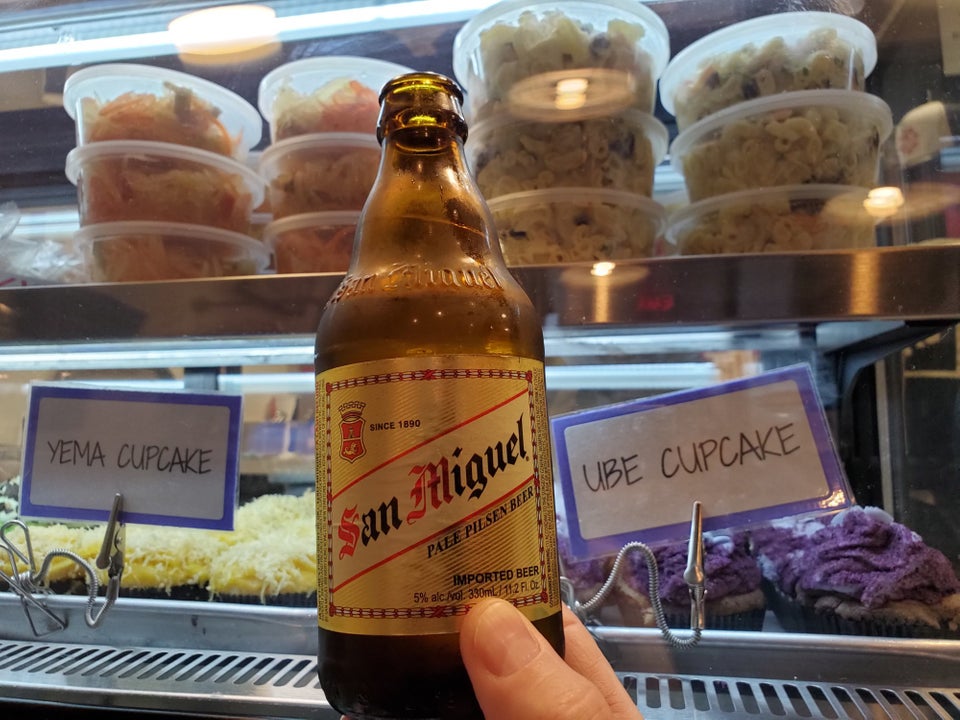 San Miguel
SINCE 1890
San Miguel
PALE PILSEN BEER
IMPORTED BEER
5% alc./vol. 330mL / 11.2 Fl. Oz.
YEMA CUPCAKE
UBE CUPCAKE